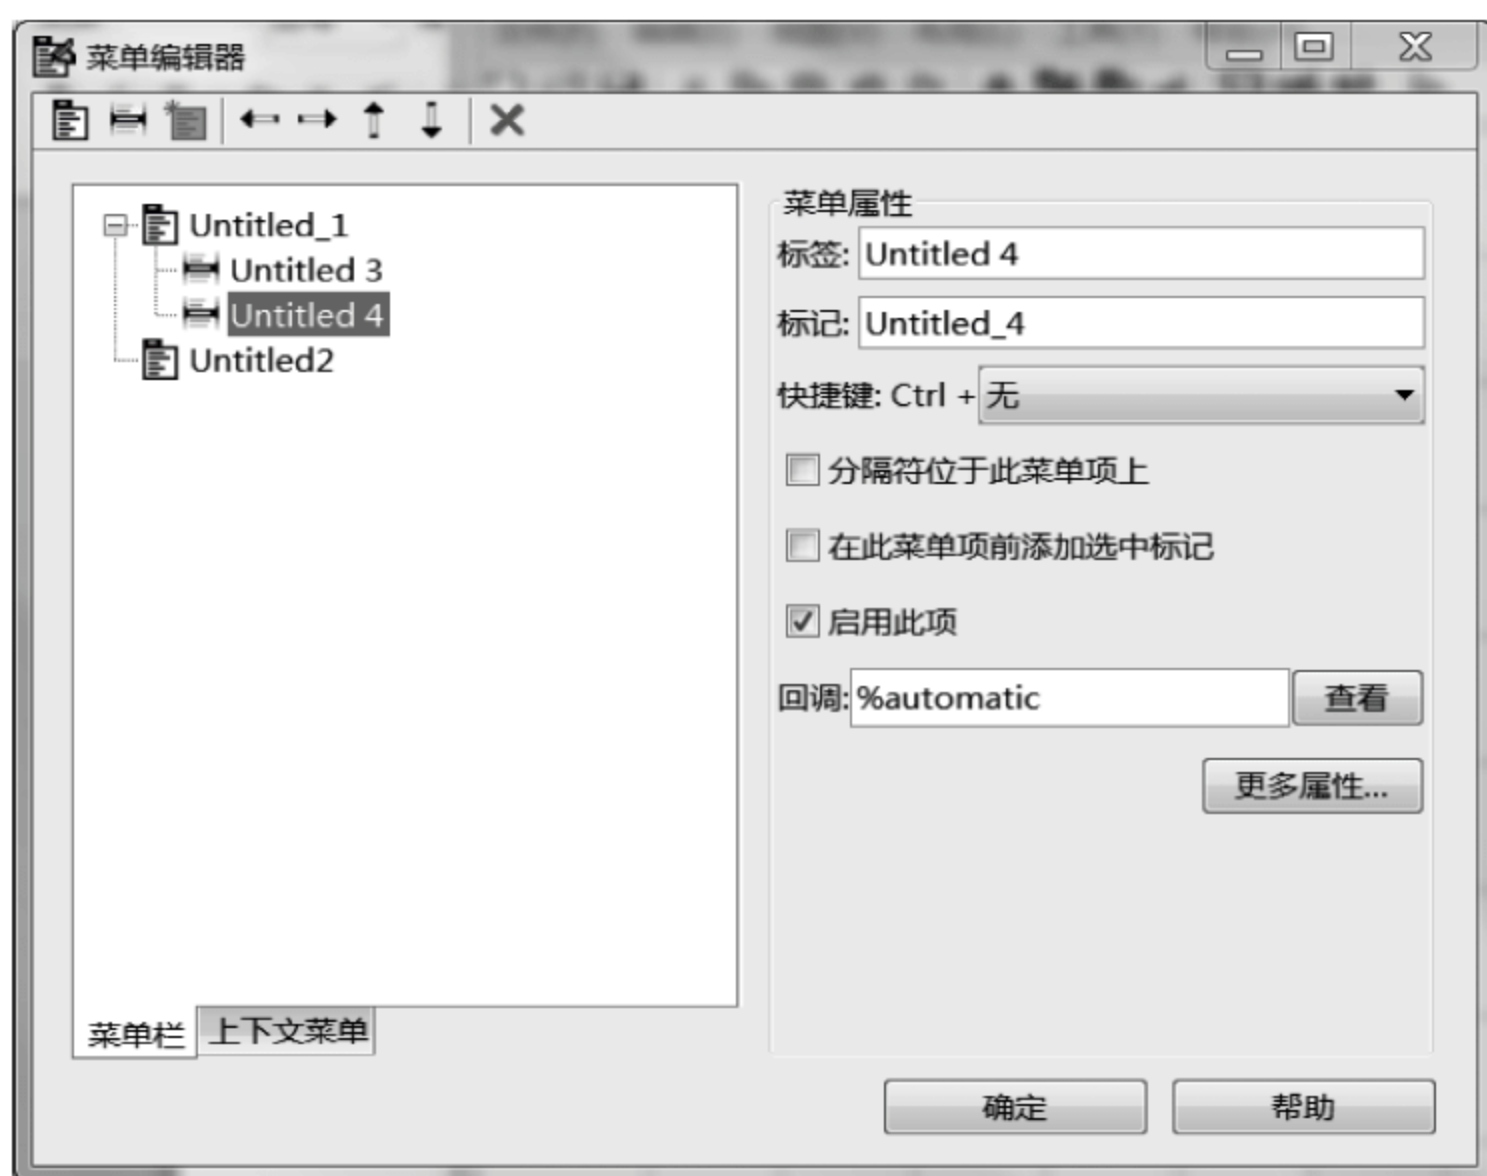 菜单编辑器
Untitled_1
Untitled 3
Untitled 4
Untitled2
菜单栏
上下文菜单
菜单属性
标签: Untitled 4
标记: Untitled_4
快捷键: Ctrl + 无
分隔符位于此菜单项上
在此菜单项前添加选中标记
启用此项
回调: %automatic 查看
更多属性...
确定
帮助